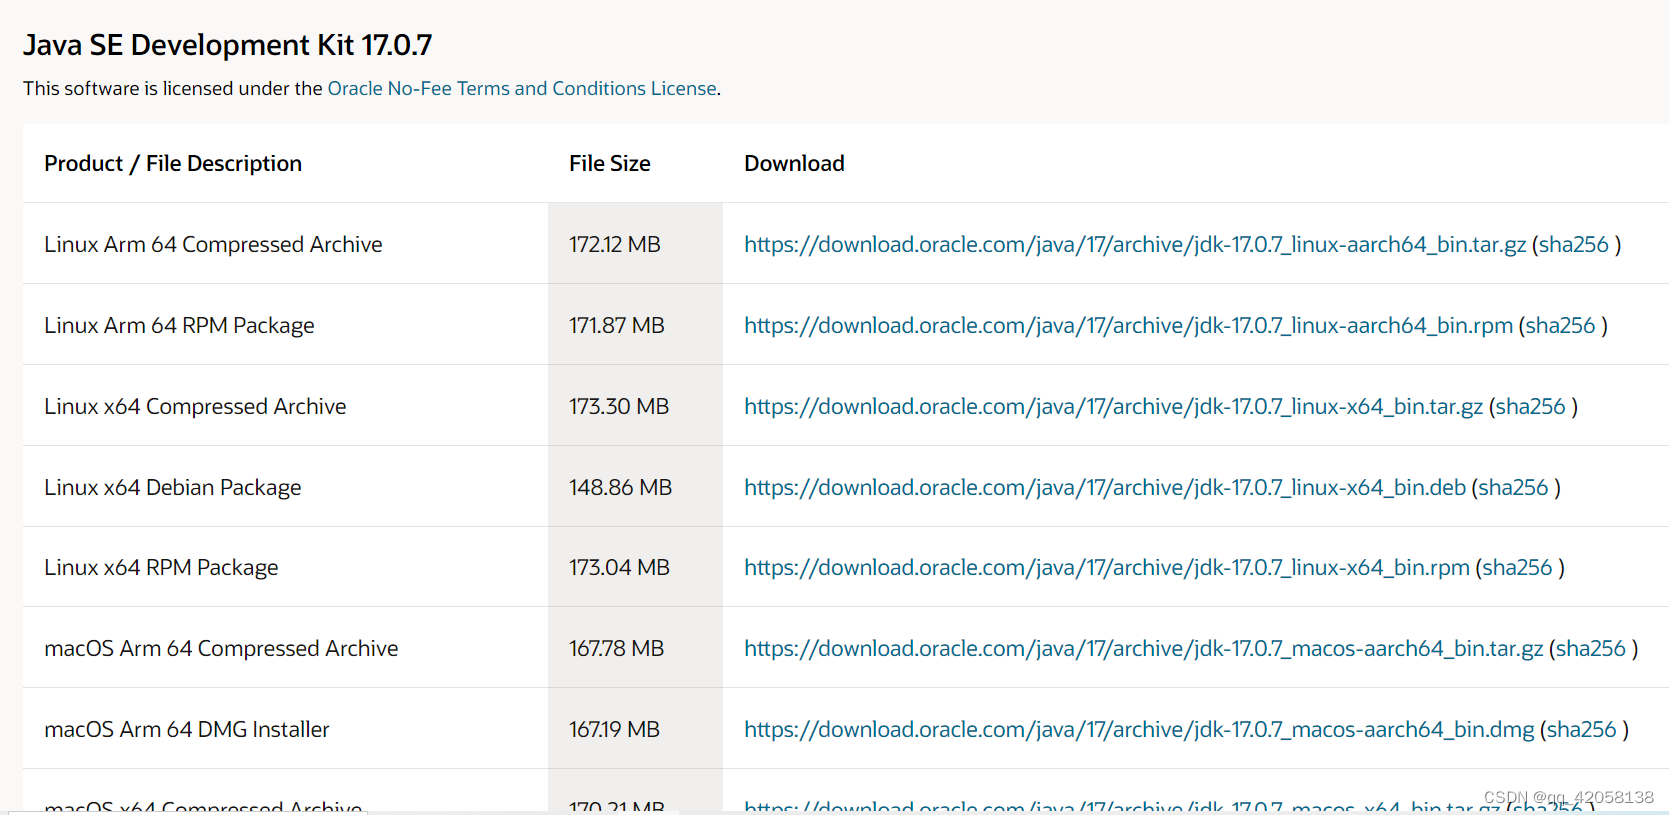 Java SE Development Kit 17.0.7
This software is licensed under the Oracle No-Fee Terms and Conditions License.
Product / File Description File Size Download
Linux Arm 64 Compressed Archive 172.12 MB https://download.oracle.com/java/17/archive/jdk-17.0.7_linux-aarch64_bin.tar.gz (sha256 )
Linux Arm 64 RPM Package 171.87 MB https://download.oracle.com/java/17/archive/jdk-17.0.7_linux-aarch64_bin.rpm (sha256 )
Linux x64 Compressed Archive 173.30 MB https://download.oracle.com/java/17/archive/jdk-17.0.7_linux-x64_bin.tar.gz (sha256 )
Linux x64 Debian Package 148.86 MB https://download.oracle.com/java/17/archive/jdk-17.0.7_linux-x64_bin.deb (sha256 )
Linux x64 RPM Package 173.04 MB https://download.oracle.com/java/17/archive/jdk-17.0.7_linux-x64_bin.rpm (sha256 )
macOS Arm 64 Compressed Archive 167.78 MB https://download.oracle.com/java/17/archive/jdk-17.0.7_macos-aarch64_bin.tar.gz (sha256 )
macOS Arm 64 DMG Installer 167.19 MB https://download.oracle.com/java/17/archive/jdk-17.0.7_macos-aarch64_bin.dmg (sha256 )
macOS x64 Compressed Archive 170.21 MB https://download.oracle.com/java/17/archive/jdk-17.0.7_macos-x64_bin.tar.gz (sha256 )
CSDN @qq_42058138